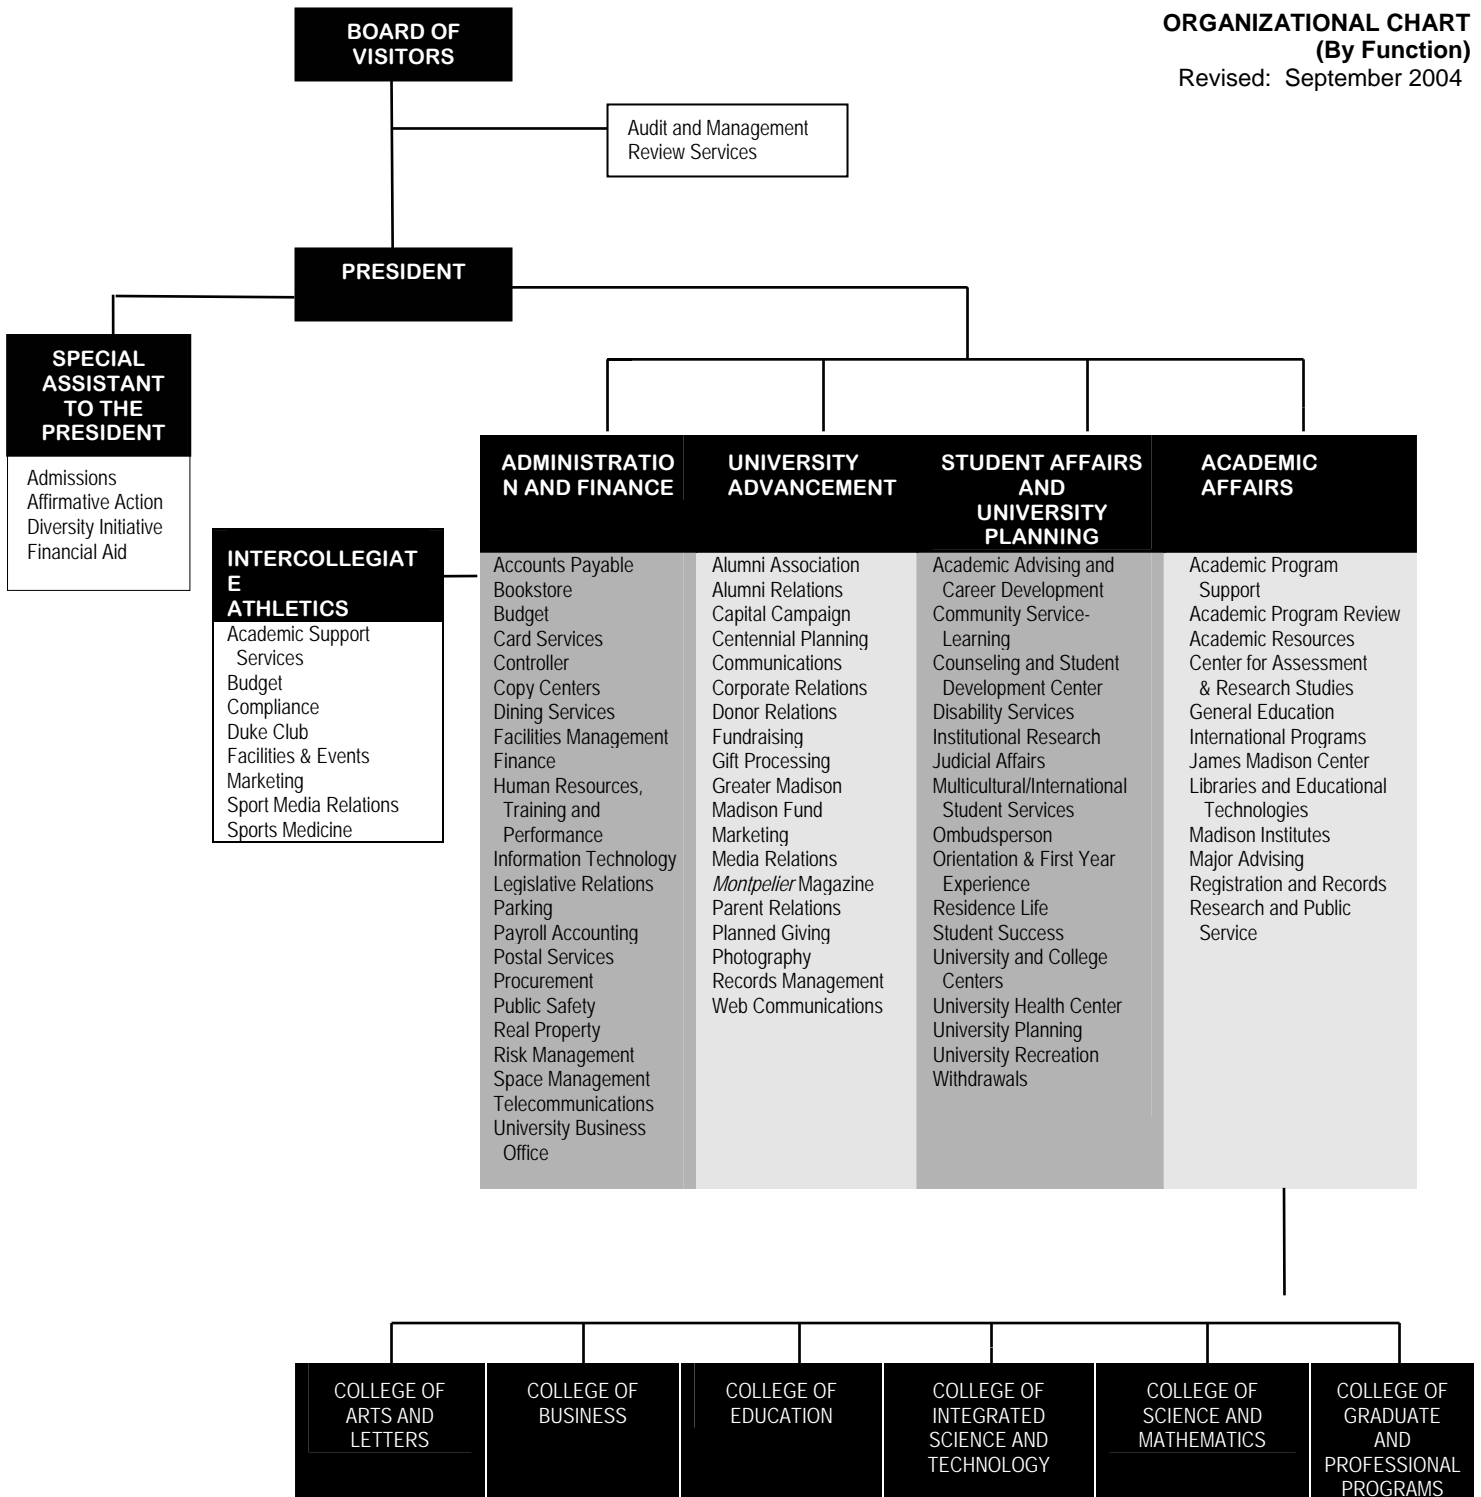 ORGANIZATIONAL CHART
(By Function)
Revised: September 2004
BOARD OF
VISITORS
Audit and Management
Review Services
PRESIDENT
SPECIAL
ASSISTANT
TO THE
PRESIDENT
Admissions
Affirmative Action
Diversity Initiative
Financial Aid
INTERCOLLEGIAT
E
ATHLETICS
Academic Support
Services
Budget
Compliance
Duke Club
Facilities & Events
Marketing
Sport Media Relations
Sports Medicine
ADMINISTRATIO
N AND FINANCE
Accounts Payable
Bookstore
Budget
Card Services
Controller
Copy Centers
Dining Services
Facilities Management
Finance
Human Resources,
Training and
Performance
Information Technology
Legislative Relations
Parking
Payroll Accounting
Postal Services
Procurement
Public Safety
Real Property
Risk Management
Space Management
Telecommunications
University Business
Office
UNIVERSITY
ADVANCEMENT
Alumni Association
Alumni Relations
Capital Campaign
Centennial Planning
Communications
Corporate Relations
Donor Relations
Fundraising
Gift Processing
Greater Madison
Madison Fund
Marketing
Media Relations
Montpelier Magazine
Parent Relations
Planned Giving
Photography
Records Management
Web Communications
STUDENT AFFAIRS
AND
UNIVERSITY
PLANNING
Academic Advising and
Career Development
Community Service-
Learning
Counseling and Student
Development Center
Disability Services
Institutional Research
Judicial Affairs
Multicultural/International
Student Services
Ombudsperson
Orientation & First Year
Experience
Residence Life
Student Success
University and College
Centers
University Health Center
University Planning
University Recreation
Withdrawals
ACADEMIC
AFFAIRS
Academic Program
Support
Academic Program Review
Academic Resources
Center for Assessment
& Research Studies
General Education
International Programs
James Madison Center
Libraries and Educational
Technologies
Madison Institutes
Major Advising
Registration and Records
Research and Public
Service
COLLEGE OF
ARTS AND
LETTERS
COLLEGE OF
BUSINESS
COLLEGE OF
EDUCATION
COLLEGE OF
INTEGRATED
SCIENCE AND
TECHNOLOGY
COLLEGE OF
SCIENCE AND
MATHEMATICS
COLLEGE OF
GRADUATE
AND
PROFESSIONAL
PROGRAMS